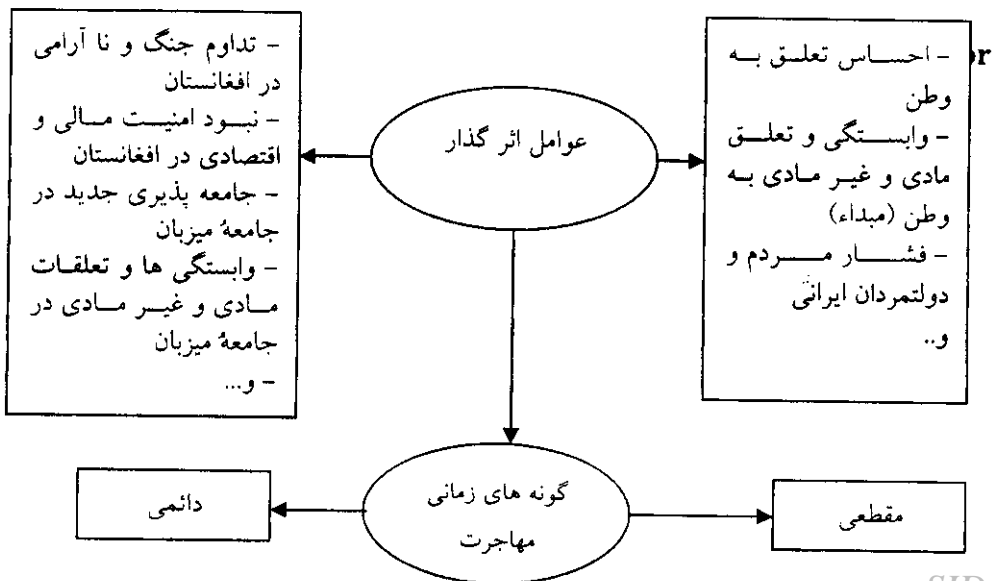 - احساس تعلق به
وطن
- وابستگی و تعلق
مادی و غیر مادی به
وطن (مبداء)
- فشار مردم و
دولتمردان ایرانی
و..
or
عوامل اثر گذار
- تداوم جنگ و نا آرامی
در افغانستان
- نبود امنیت مالی و
اقتصادی در افغانستان
- جامعه پذیری جدید در
جامعهٔ میزبان
- وابستگی ها و تعلقات
مادی و غیر مادی در
جامعهٔ میزبان
- و...
گونه های زمانی
مهاجرت
مقطعی
دائمی
SID